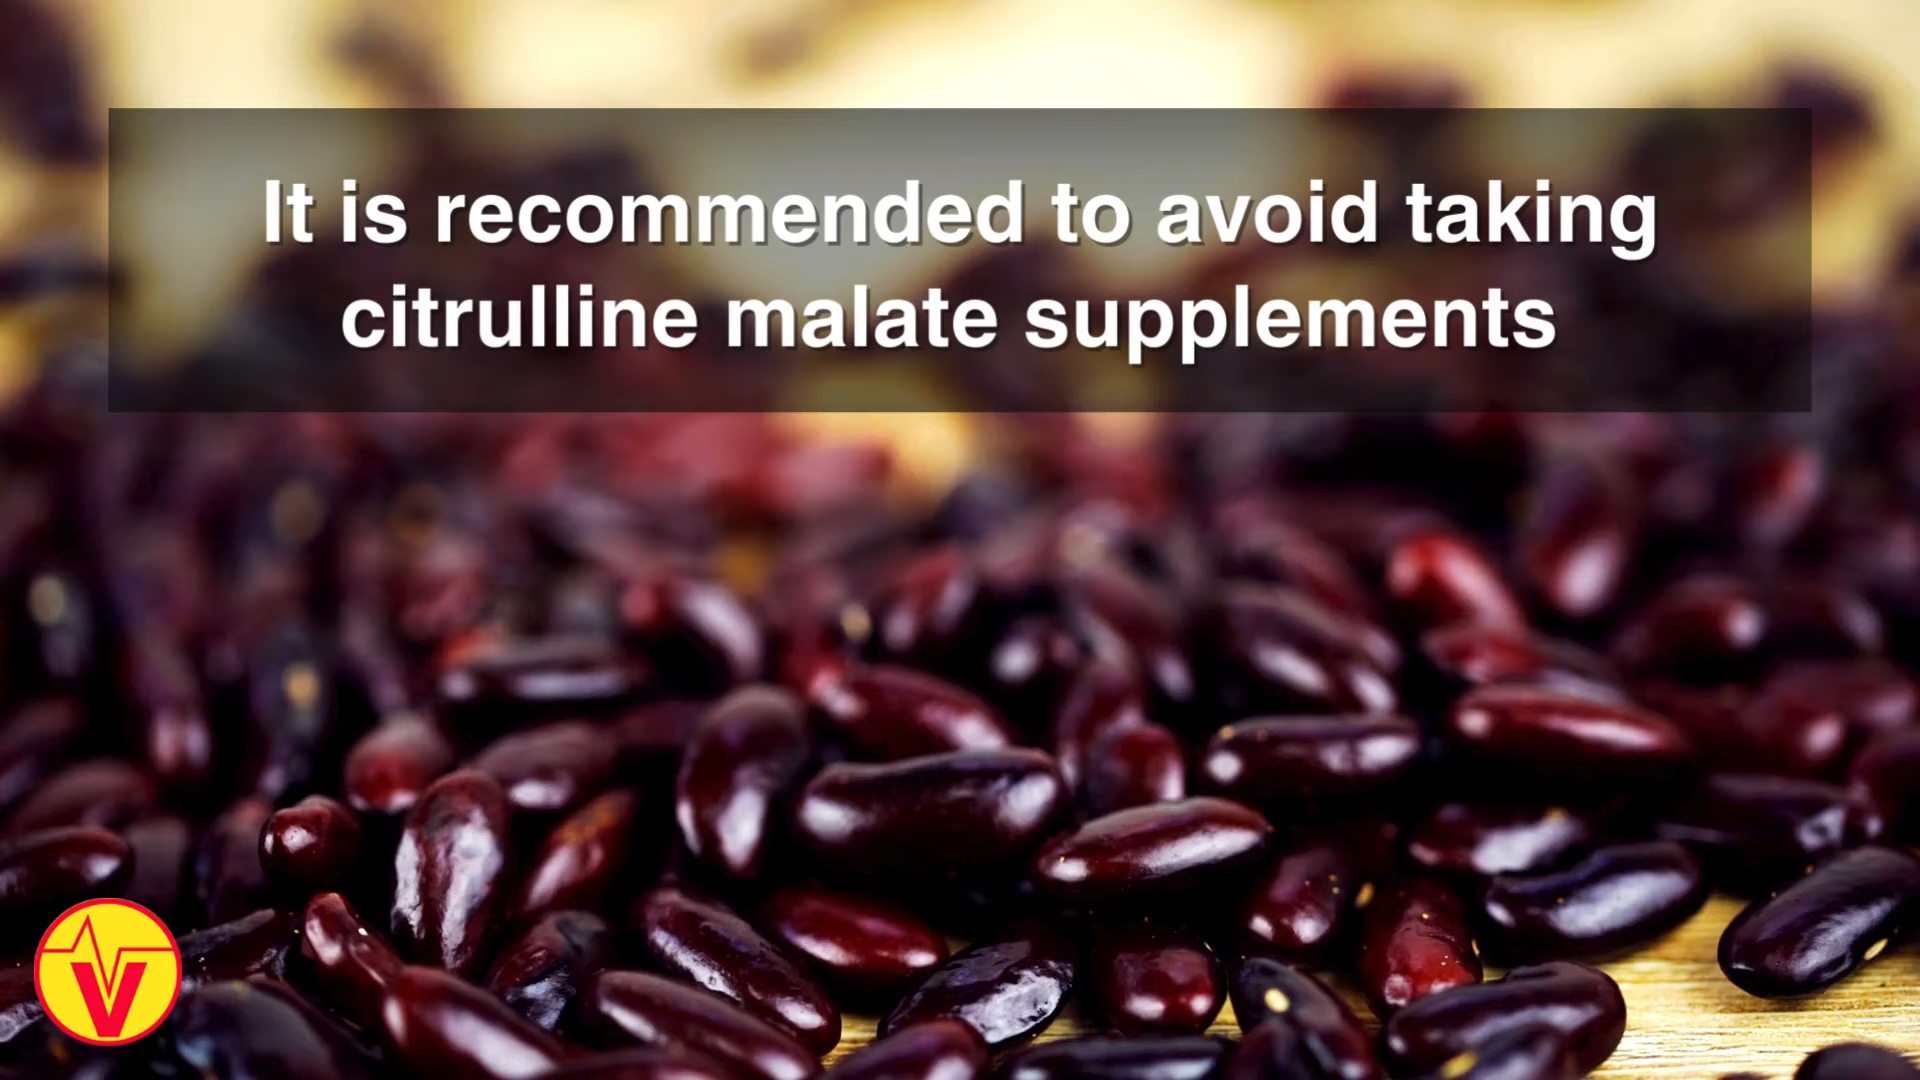 It is recommended to avoid taking
citrulline malate supplements
V